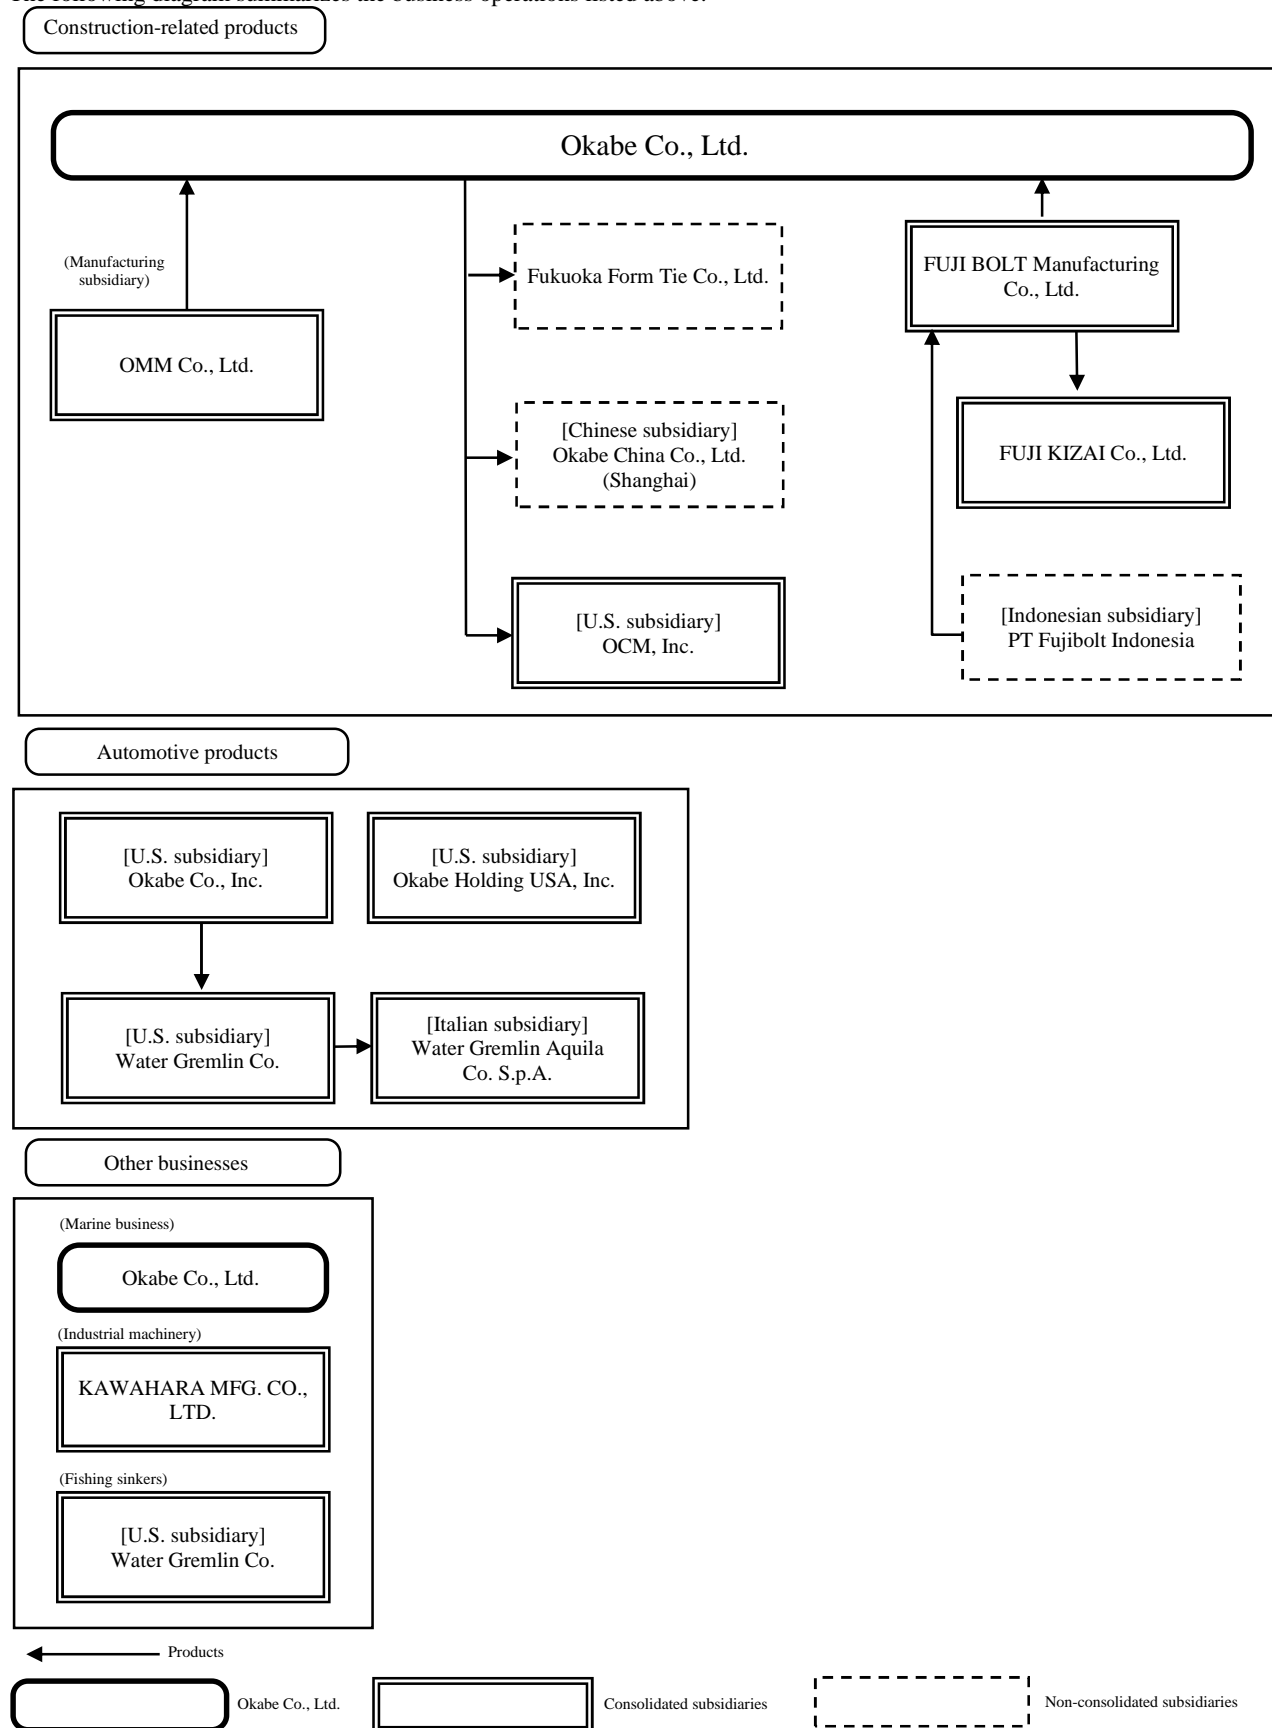 The following diagram summarizes the business operations listed above.
Construction-related products
Okabe Co., Ltd.
(Manufacturing
subsidiary)
OMM Co., Ltd.
Fukuoka Form Tie Co., Ltd.
[Chinese subsidiary]
Okabe China Co., Ltd.
(Shanghai)
[U.S. subsidiary]
OCM, Inc.
FUJI BOLT Manufacturing
Co., Ltd.
FUJI KIZAI Co., Ltd.
[Indonesian subsidiary]
PT Fujibolt Indonesia
Automotive products
[U.S. subsidiary]
Okabe Co., Inc.
[U.S. subsidiary]
Okabe Holding USA, Inc.
[U.S. subsidiary]
Water Gremlin Co.
[Italian subsidiary]
Water Gremlin Aquila
Co. S.p.A.
Other businesses
(Marine business)
Okabe Co., Ltd.
(Industrial machinery)
KAWAHARA MFG. CO.,
LTD.
(Fishing sinkers)
[U.S. subsidiary]
Water Gremlin Co.
Products
Okabe Co., Ltd.
Consolidated subsidiaries
Non-consolidated subsidiaries